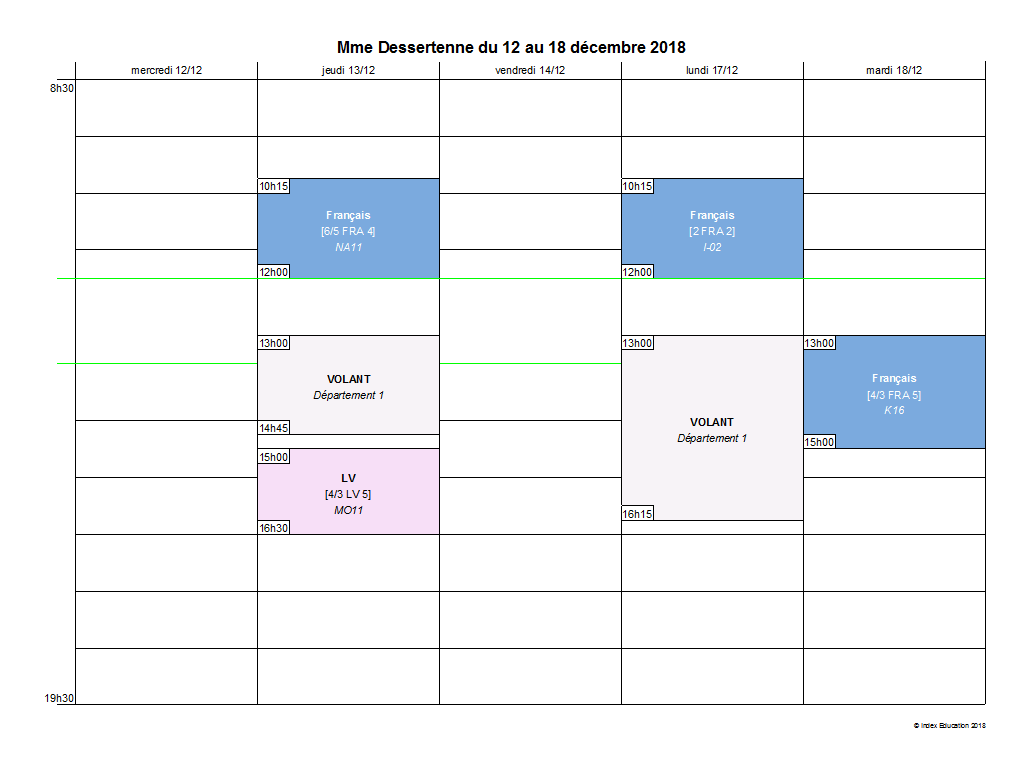 Mme Dessertenne du 12 au 18 décembre 2018
mercredi 12/12
jeudi 13/12
vendredi 14/12
lundi 17/12
mardi 18/12
8h30
10h15
Français
[6/5 FRA 4]
NA11
12h00
10h15
Français
[2 FRA 2]
I-02
12h00
13h00
VOLANT
Département 1
14h45
13h00
VOLANT
Département 1
16h15
13h00
Français
[4/3 FRA 5]
K16
15h00
15h00
LV
[4/3 LV 5]
MO11
16h30
19h30
© Index Education 2018